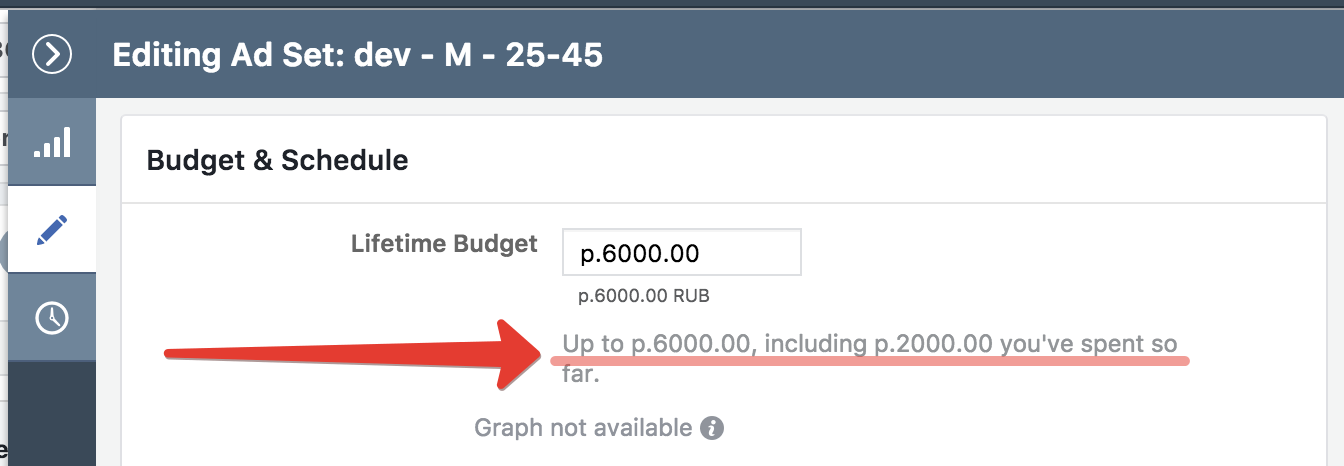 Editing Ad Set: dev - M - 25-45
Budget & Schedule
Lifetime Budget
p.6000.00
p.6000.00 RUB
Up to p.6000.00, including p.2000.00 you've spent so
far.
Graph not available